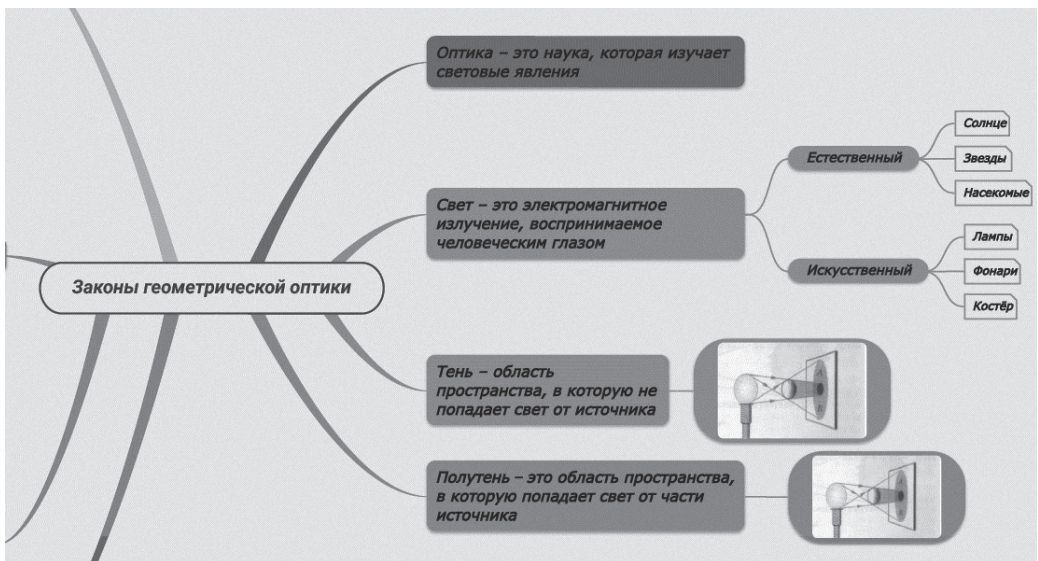 Оптика – это наука, которая изучает
световые явления
Солнце
Естественный
Звезды
Насекомые
Свет – это электромагнитное
излучение, воспринимаемое
человеческим глазом
Лампы
Искусственный
Фонари
Костёр
Законы геометрической оптики
Тень – область
пространства, в которую не
попадает свет от источника
Полутень – это область пространства,
в которую попадает свет от части
источника